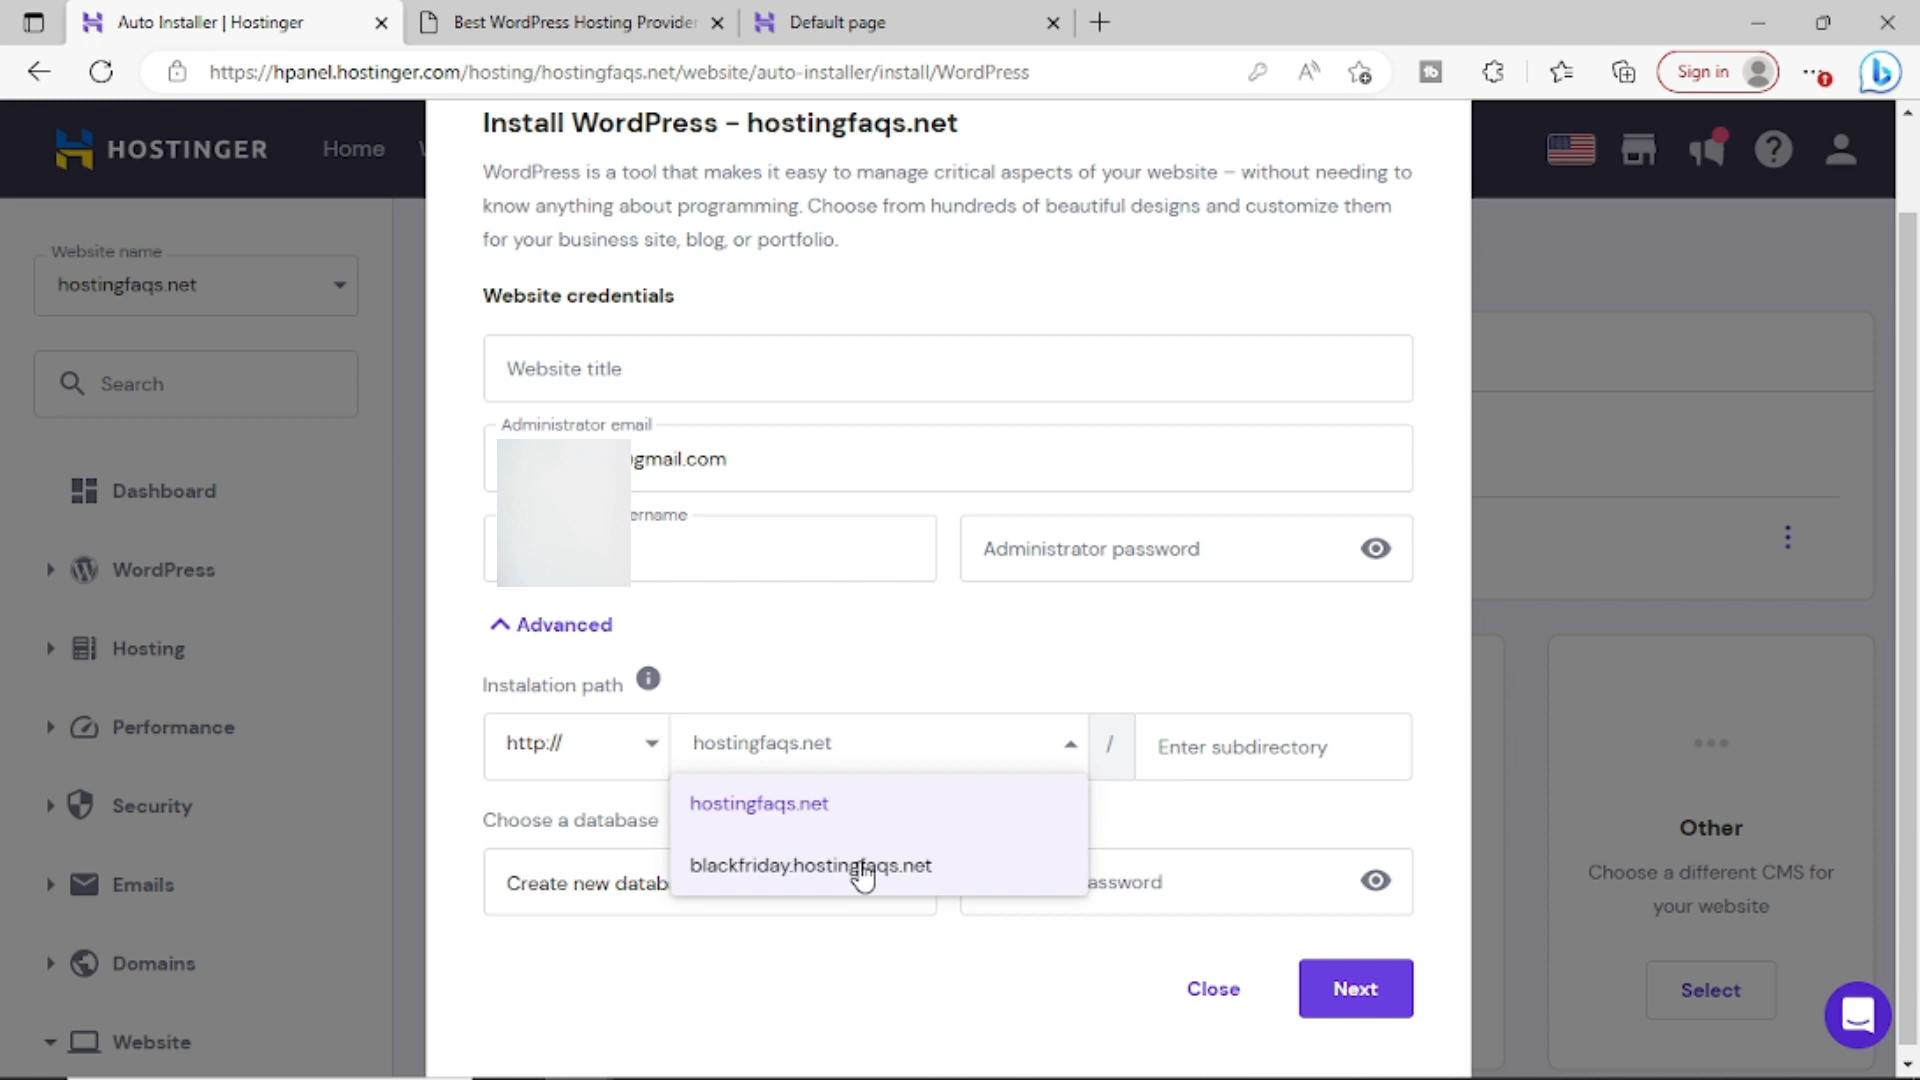 Auto Installer | Hostinger
Best WordPress Hosting Provider
Default page
https://hpanel.hostinger.com/hosting/hostingfaqs.net/website/auto-installer/install/WordPress
Sign in
HOSTINGER
Home
Install WordPress - hostingfaqs.net
WordPress is a tool that makes it easy to manage critical aspects of your website – without needing to
know anything about programming. Choose from hundreds of beautiful designs and customize them
for your business site, blog, or portfolio.
Website name
hostingfaqs.net
Search
Dashboard
WordPress
Hosting
Performance
Security
Emails
Domains
Website
Website credentials
Website title
Administrator email
gmail.com
ername
Administrator password
Advanced
Instalation path
http://
hostingfaqs.net
/
Enter subdirectory
hostingfaqs.net
blackfriday.hostingfaqs.net
Choose a database
Create new datab
assword
Close
Next
Other
Choose a different CMS for
your website
Select